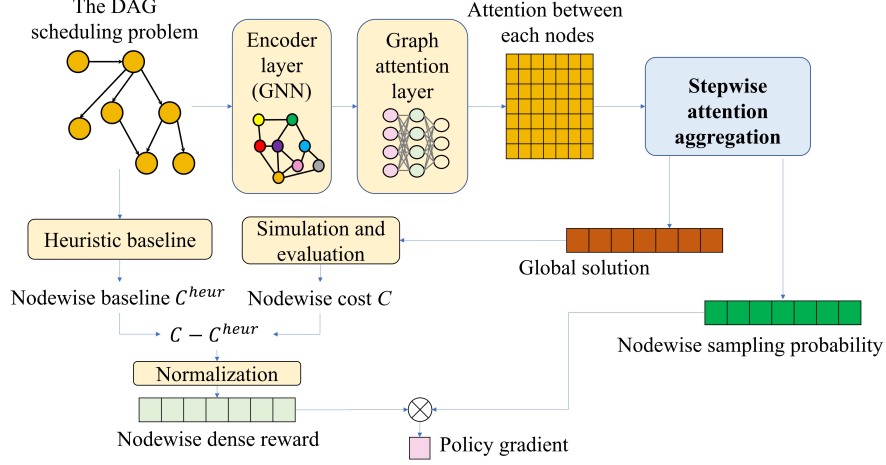 The DAG
scheduling problem
Encoder
layer
(GNN)
Graph
attention
layer
Attention between
each nodes
Stepwise
attention
aggregation
Heuristic baseline
Simulation and
evaluation
Global solution
Nodewise baseline C^heur
Nodewise cost C
C − C^heur
Nodewise sampling probability
Normalization
Nodewise dense reward
Policy gradient